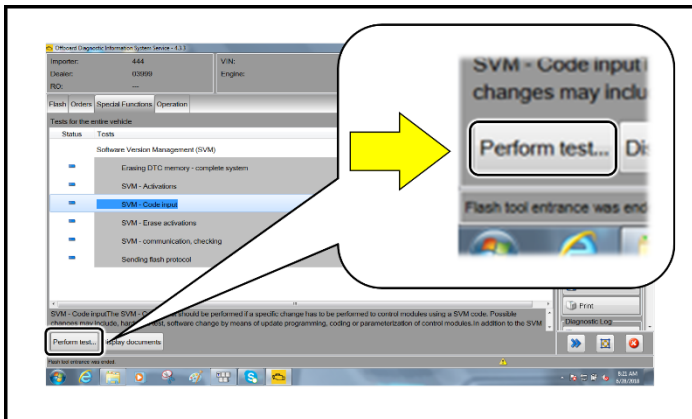 Offboard Diagnostic Information System Service - 4.3.3
Importer: 444 VIN:
Dealer: 03999 Engine:
RO: ---
Flash Orders Special Functions Operation
Tests for the entire vehicle
Status Tests
Software Version Management (SVM)
Erasing DTC memory - complete system
SVM - Activations
SVM - Code input
SVM - Erase activations
SVM - communication, checking
Sending flash protocol
SVM - Code inputThe SVM - should be performed if a specific change has to be performed to control modules using a SVM code. Possible
changes may include, test, software change by means of update programming, coding or parameterization of control modules.In addition to the SVM
Perform test... Display documents
Flash tool entrance was ended.
Print
Diagnostic Log
8:21 AM
6/28/2018
SVM - Code input
changes may inclu
Perform test... Dis
Flash tool entrance was end